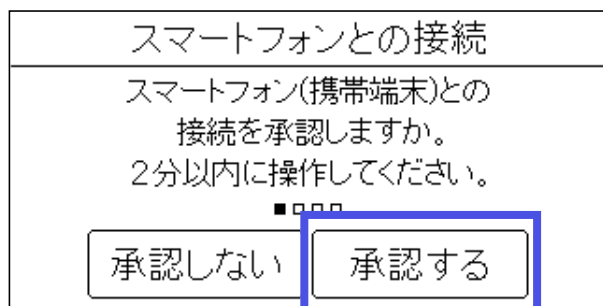 スマートフォンとの接続
スマートフォン(携帯端末)との
接続を承認しますか。
2分以内に操作してください。
承認しない 承認する